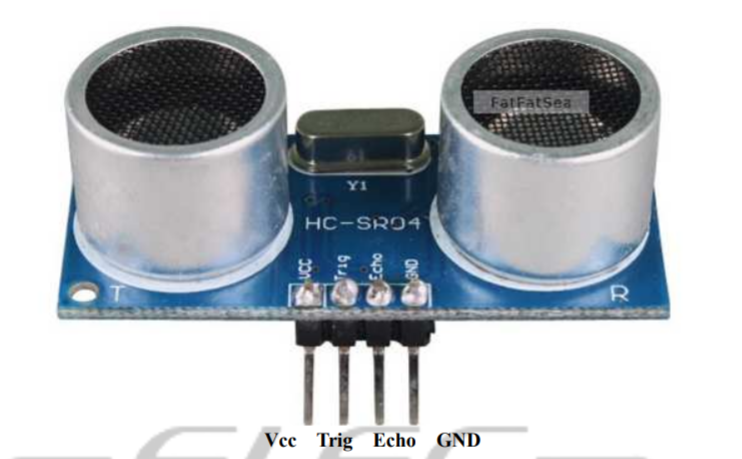 FatFatSea
Y1
HC-SR04
VCC Trig Echo GND
T R
Vcc Trig Echo GND